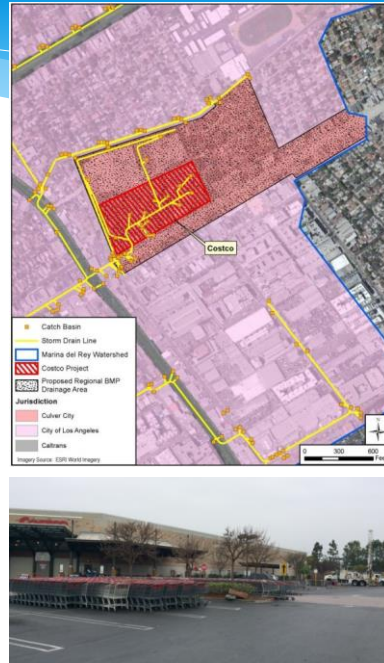 Costco
Catch Basin
Storm Drain Line
Marina del Rey Watershed
Costco Project
Proposed Regional BMP
Drainage Area
Jurisdiction
Culver City
City of Los Angeles
Caltrans
Imagery Source: ESRI World Imagery
0 300 600
Feet